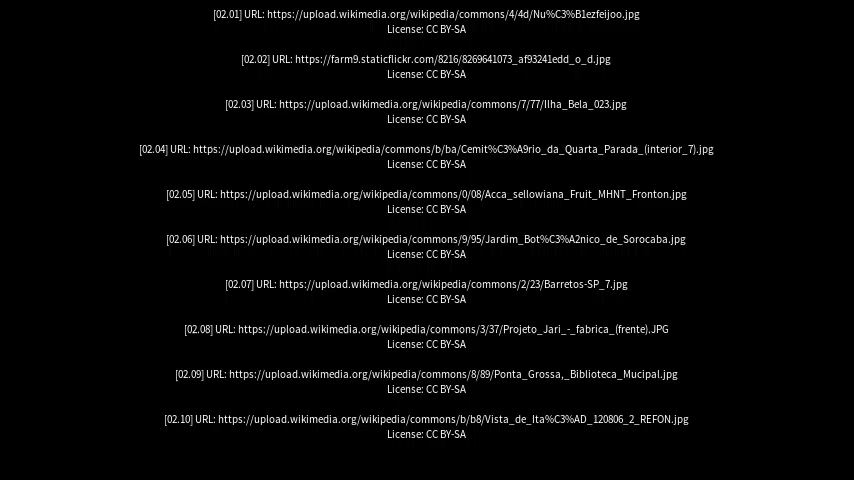 [02.01] URL: https://upload.wikimedia.org/wikipedia/commons/4/4d/Nu%C3%B1ezfeijoo.jpg
License: CC BY-SA
[02.02] URL: https://farm9.staticflickr.com/8216/8269641073_af93241edd_o_d.jpg
License: CC BY-SA
[02.03] URL: https://upload.wikimedia.org/wikipedia/commons/7/77/Ilha_Bela_023.jpg
License: CC BY-SA
[02.04] URL: https://upload.wikimedia.org/wikipedia/commons/b/ba/Cemit%C3%A9rio_da_Quarta_Parada_(interior_7).jpg
License: CC BY-SA
[02.05] URL: https://upload.wikimedia.org/wikipedia/commons/0/08/Acca_sellowiana_Fruit_MHNT_Fronton.jpg
License: CC BY-SA
[02.06] URL: https://upload.wikimedia.org/wikipedia/commons/9/95/Jardim_Bot%C3%A2nico_de_Sorocaba.jpg
License: CC BY-SA
[02.07] URL: https://upload.wikimedia.org/wikipedia/commons/2/23/Barretos-SP_7.jpg
License: CC BY-SA
[02.08] URL: https://upload.wikimedia.org/wikipedia/commons/3/37/Projeto_Jari_-_fabrica_(frente).JPG
License: CC BY-SA
[02.09] URL: https://upload.wikimedia.org/wikipedia/commons/8/89/Ponta_Grossa,_Biblioteca_Mucipal.jpg
License: CC BY-SA
[02.10] URL: https://upload.wikimedia.org/wikipedia/commons/b/b8/Vista_de_Ita%C3%AD_120806_2_REFON.jpg
License: CC BY-SA